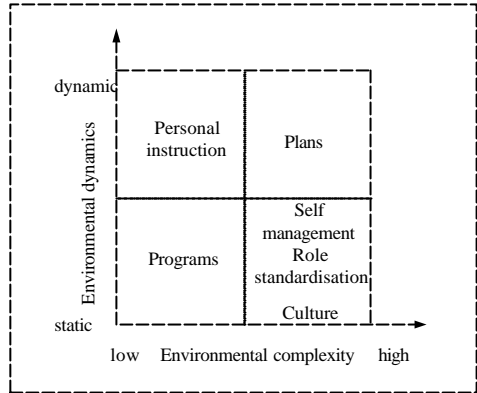 dynamic
Environmental dynamics
Personal
instruction
Plans
Programs
Self
management
Role
standardisation
Culture
static
low Environmental complexity high